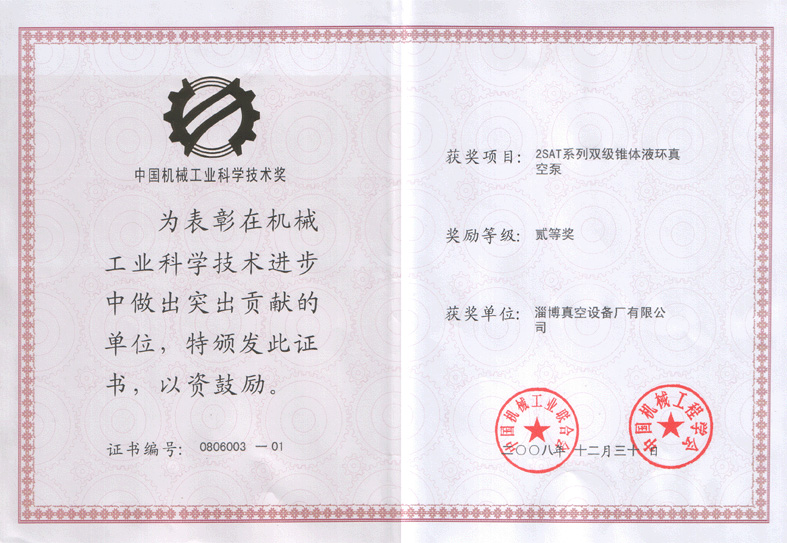 中国机械工业科学技术奖
为表彰在机械
工业科学技术进步
中做出突出贡献的
单位，特颁发此证
书，以资鼓励。
证书编号：0806003 —01
获奖项目：2SAT系列双级锥体液环真
空泵
奖励等级：贰等奖
获奖单位：淄博真空设备厂有限公
司
中国机械工业联合会
中国机械工程学会
二〇〇八年 十二月三十日